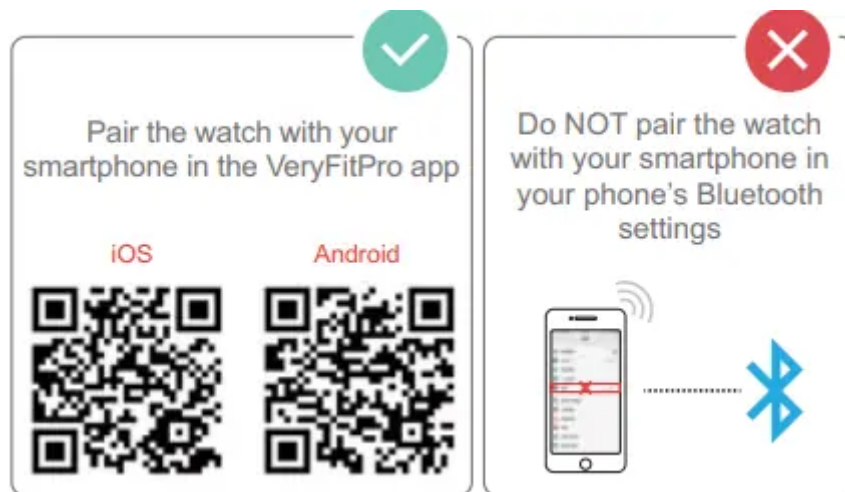 Pair the watch with your
smartphone in the VeryFitPro app
iOS
Android
Do NOT pair the watch
with your smartphone in
your phone's Bluetooth
settings